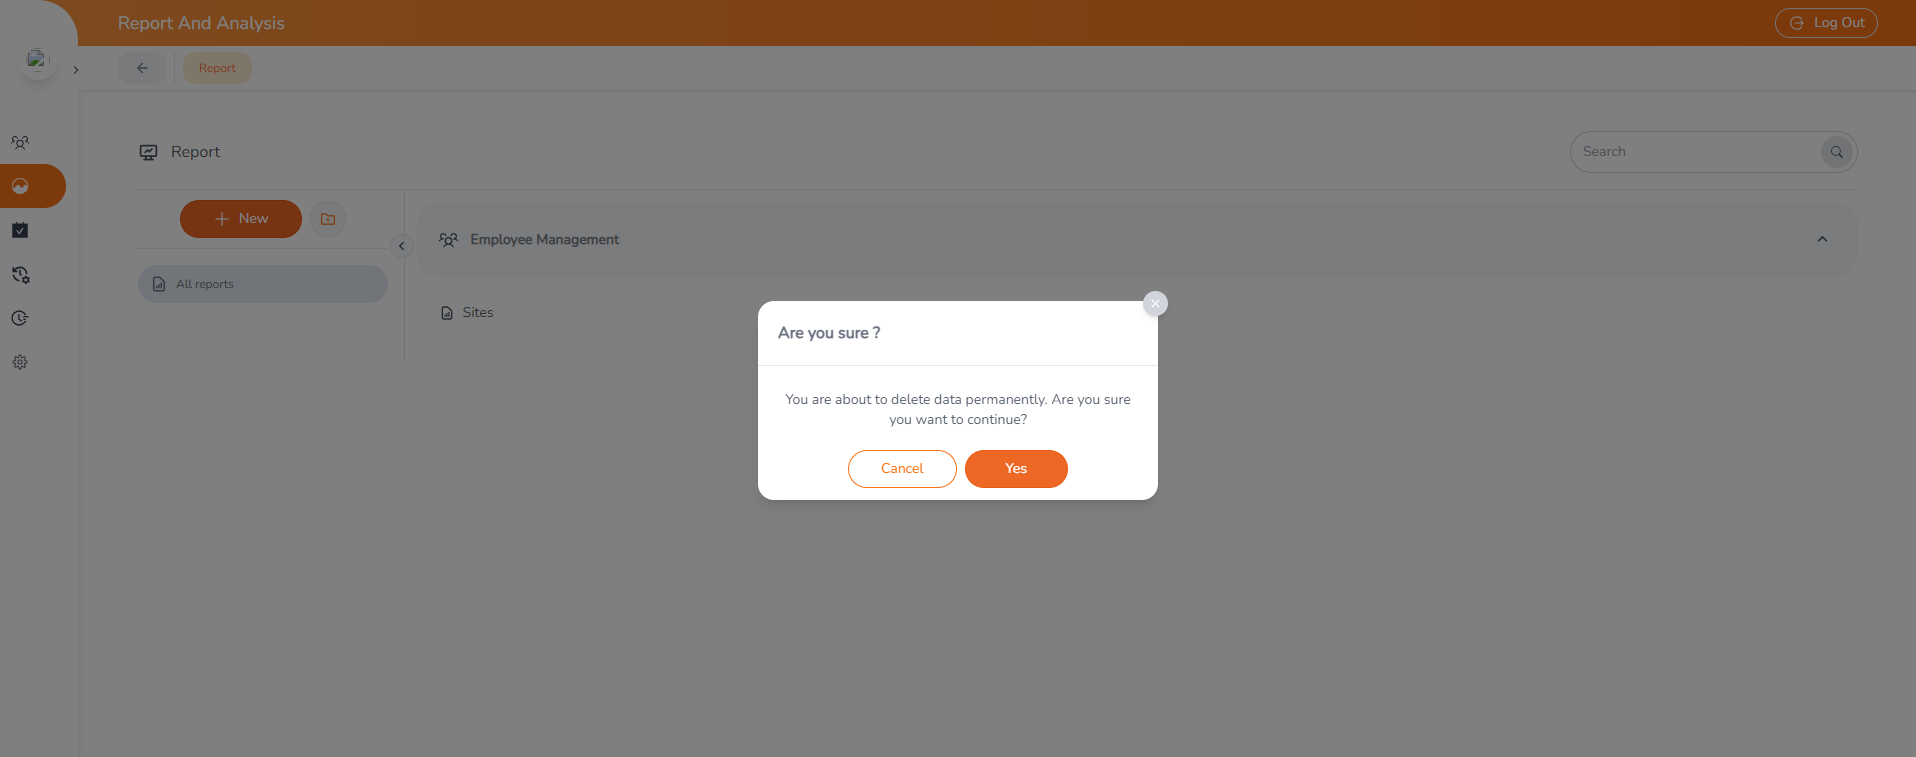 Report And Analysis
Log Out
Report
Report
Search
New
Employee Management
All reports
Sites
Are you sure ?
You are about to delete data permanently. Are you sure
you want to continue?
Cancel
Yes